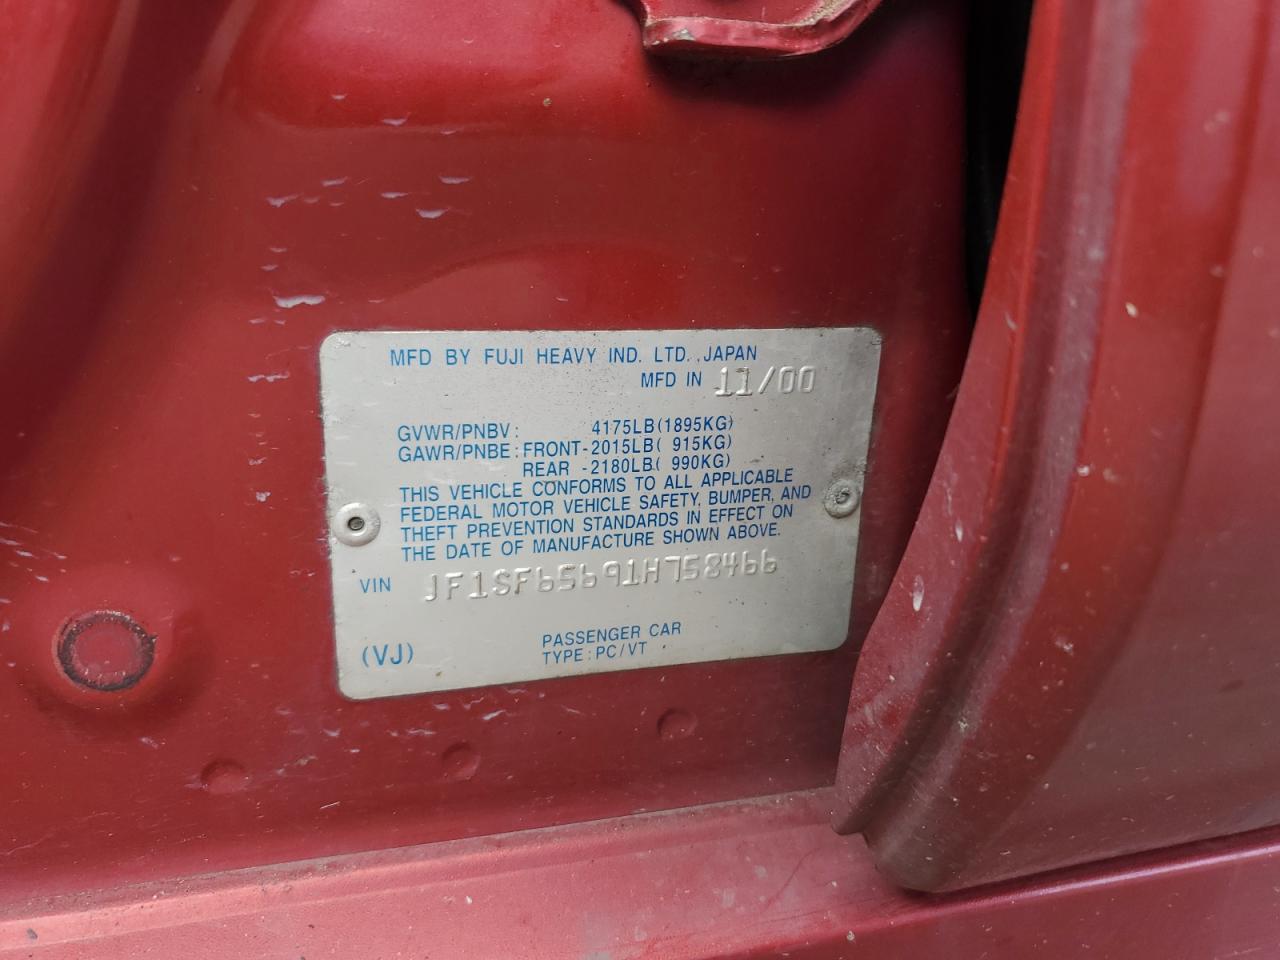 MFD BY FUJI HEAVY IND. LTD., JAPAN
MFD IN 11/00
GVWR/PNBV: 4175LB(1895KG)
GAWR/PNBE: FRONT-2015LB( 915KG)
REAR -2180LB( 990KG)
THIS VEHICLE CONFORMS TO ALL APPLICABLE
FEDERAL MOTOR VEHICLE SAFETY, BUMPER, AND
THEFT PREVENTION STANDARDS IN EFFECT ON
THE DATE OF MANUFACTURE SHOWN ABOVE.
VIN JF1SF65691H758466
(VJ) PASSENGER CAR
TYPE: PC/VT